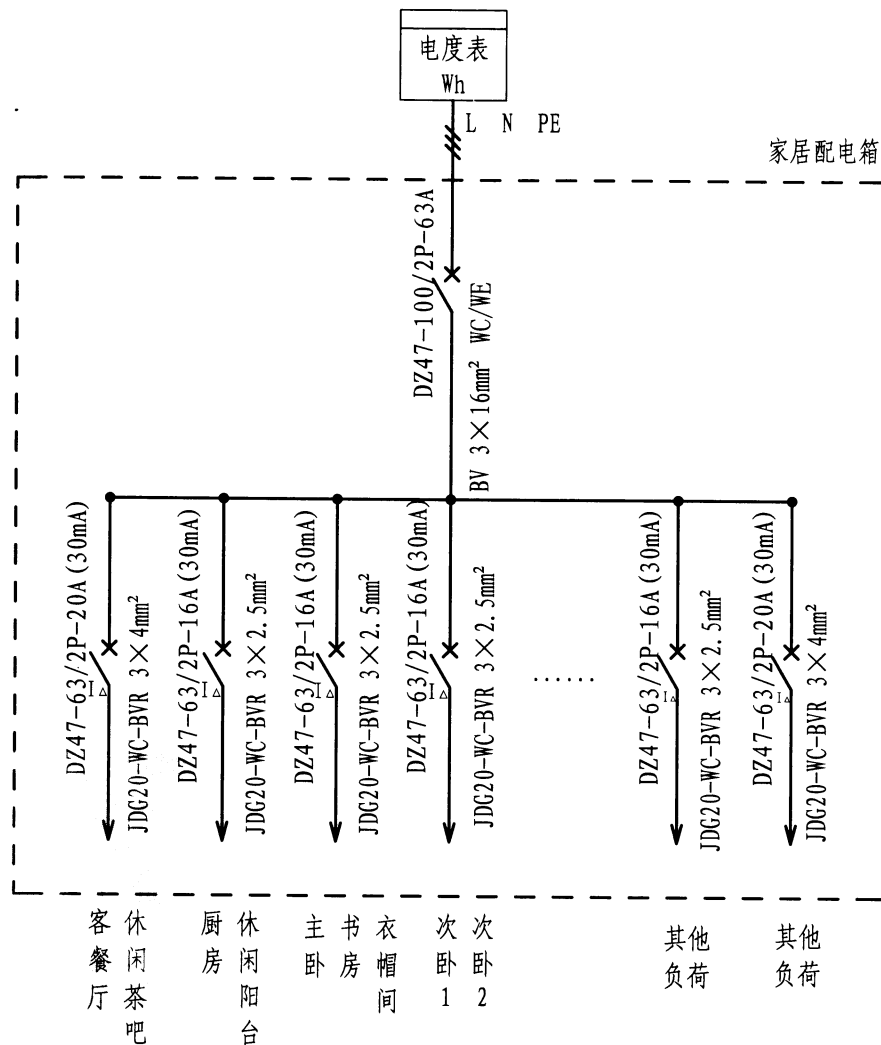 电度表
Wh
L N PE
家居配电箱
DZ47-100/2P-63A
BV 3×16mm² WC/WE
DZ47-63/2P-20A(30mA)
JDG20-WC-BVR 3×4mm²
DZ47-63/2P-16A(30mA)
JDG20-WC-BVR 3×2.5mm²
DZ47-63/2P-16A(30mA)
JDG20-WC-BVR 3×2.5mm²
DZ47-63/2P-16A(30mA)
JDG20-WC-BVR 3×2.5mm²
......
DZ47-63/2P-16A(30mA)
JDG20-WC-BVR 3×2.5mm²
DZ47-63/2P-20A(30mA)
JDG20-WC-BVR 3×4mm²
I△
I△
I△
I△
I△
I△
客餐厅
休闲茶吧
厨房
休闲阳台
主卧
书房
衣帽间
次卧1
次卧2
其他
负荷
其他
负荷